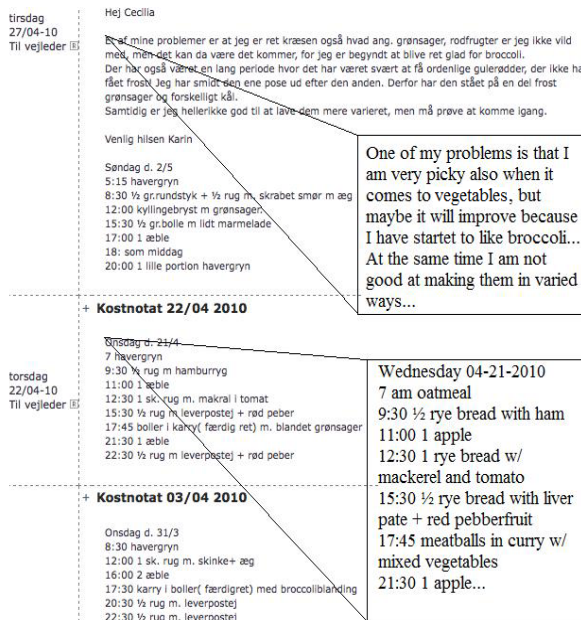 tirsdag
27/04-10
Til vejleder
Hej Cecilia
Et af mine problemer er at jeg er ret kræsen også hvad ang. grønsager, rodfrugter er jeg ikke vild
med, men det kan da være det kommer, for jeg er begyndt at blive ret glad for broccoli.
Der har også været en lang periode hvor det har været svært at få ordenlige gulerødder, der ikke ha
fået frost! Jeg har smidt den ene pose ud efter den anden. Derfor har den stået på en del frost
grønsager og forskelligt kål.
Samtidig er jeg hellerikke god til at lave dem mere varieret, men må prøve at komme igang.
Venlig hilsen Karin
Søndag d. 2/5
5:15 havergryn
8:30 ½ gr.rundstyk + ½ rug m. skrabet smør m æg
12:00 kyllingebryst m grønsager.
15:30 ½ gr.bolle m lidt marmelade
17:00 1 æble
18: som middag
20:00 1 lille portion havergryn
One of my problems is that I
am very picky also when it
comes to vegetables, but
maybe it will improve because
I have startet to like broccoli...
At the same time I am not
good at making them in varied
ways...
+ Kostnotat 22/04 2010
torsdag
22/04-10
Til vejleder
Onsdag d. 21/4
7 havergryn
9:30 ½ rug m hamburryg
11:00 1 æble
12:30 1 sk. rug m. makral i tomat
15:30 ½ rug m leverpostej + rød peber
17:45 boller i karry( færdig ret) m. blandet grønsager
21:30 1 æble
22:30 ½ rug m leverpostej + rød peber
Wednesday 04-21-2010
7 am oatmeal
9:30 ½ rye bread with ham
11:00 1 apple
12:30 1 rye bread w/
mackerel and tomato
15:30 ½ rye bread with liver
pate + red pebberfruit
17:45 meatballs in curry w/
mixed vegetables
21:30 1 apple...
+ Kostnotat 03/04 2010
Onsdag d. 31/3
8:30 havergryn
12:00 1 sk. rug m. skinke+ æg
16:00 2 æble
17:30 karry i boller( færdigret) med broccoliblanding
20:30 ½ rug m. leverpostej
22:30 ½ rug m. leverpostej